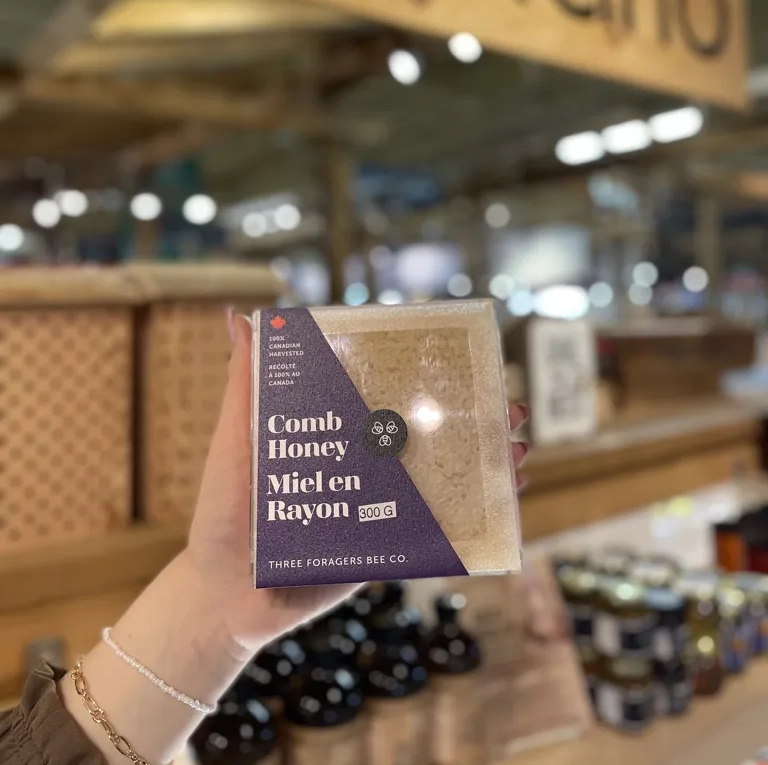 100%
CANADIAN
HARVESTED
RÉCOLTÉ
À 100% AU
CANADA
Comb
Honey
Miel en
Rayon 300 G
THREE FORAGERS BEE CO.